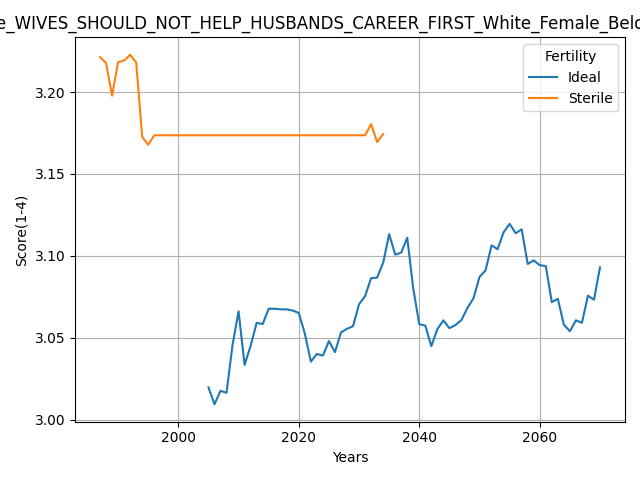 e_WIVES_SHOULD_NOT_HELP_HUSBANDS_CAREER_FIRST_White_Female_Belo
Fertility
Ideal
Sterile
3.20
3.15
3.10
3.05
3.00
Score(1-4)
2000 2020 2040 2060
Years